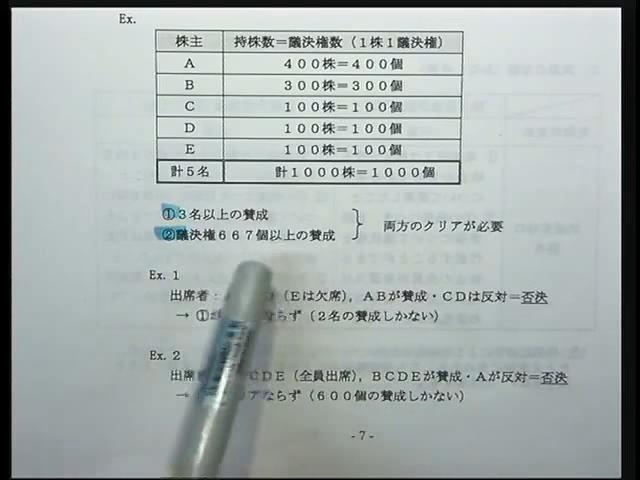 Ex.
株主 持株数＝議決権数（１株１議決権）
A ４００株＝４００個
B ３００株＝３００個
C １００株＝１００個
D １００株＝１００個
E １００株＝１００個
計５名 計１０００株＝１０００個
①３名以上の賛成
②議決権６６７個以上の賛成
両方のクリアが必要
Ex. 1
出席者： （Eは欠席），ABが賛成・CDは反対＝否決
→ ① ならず（２名の賛成しかない）
Ex. 2
出席者 CDE（全員出席），BCDEが賛成・Aが反対＝否決
→ リアならず（６００個の賛成しかない）
- 7 -